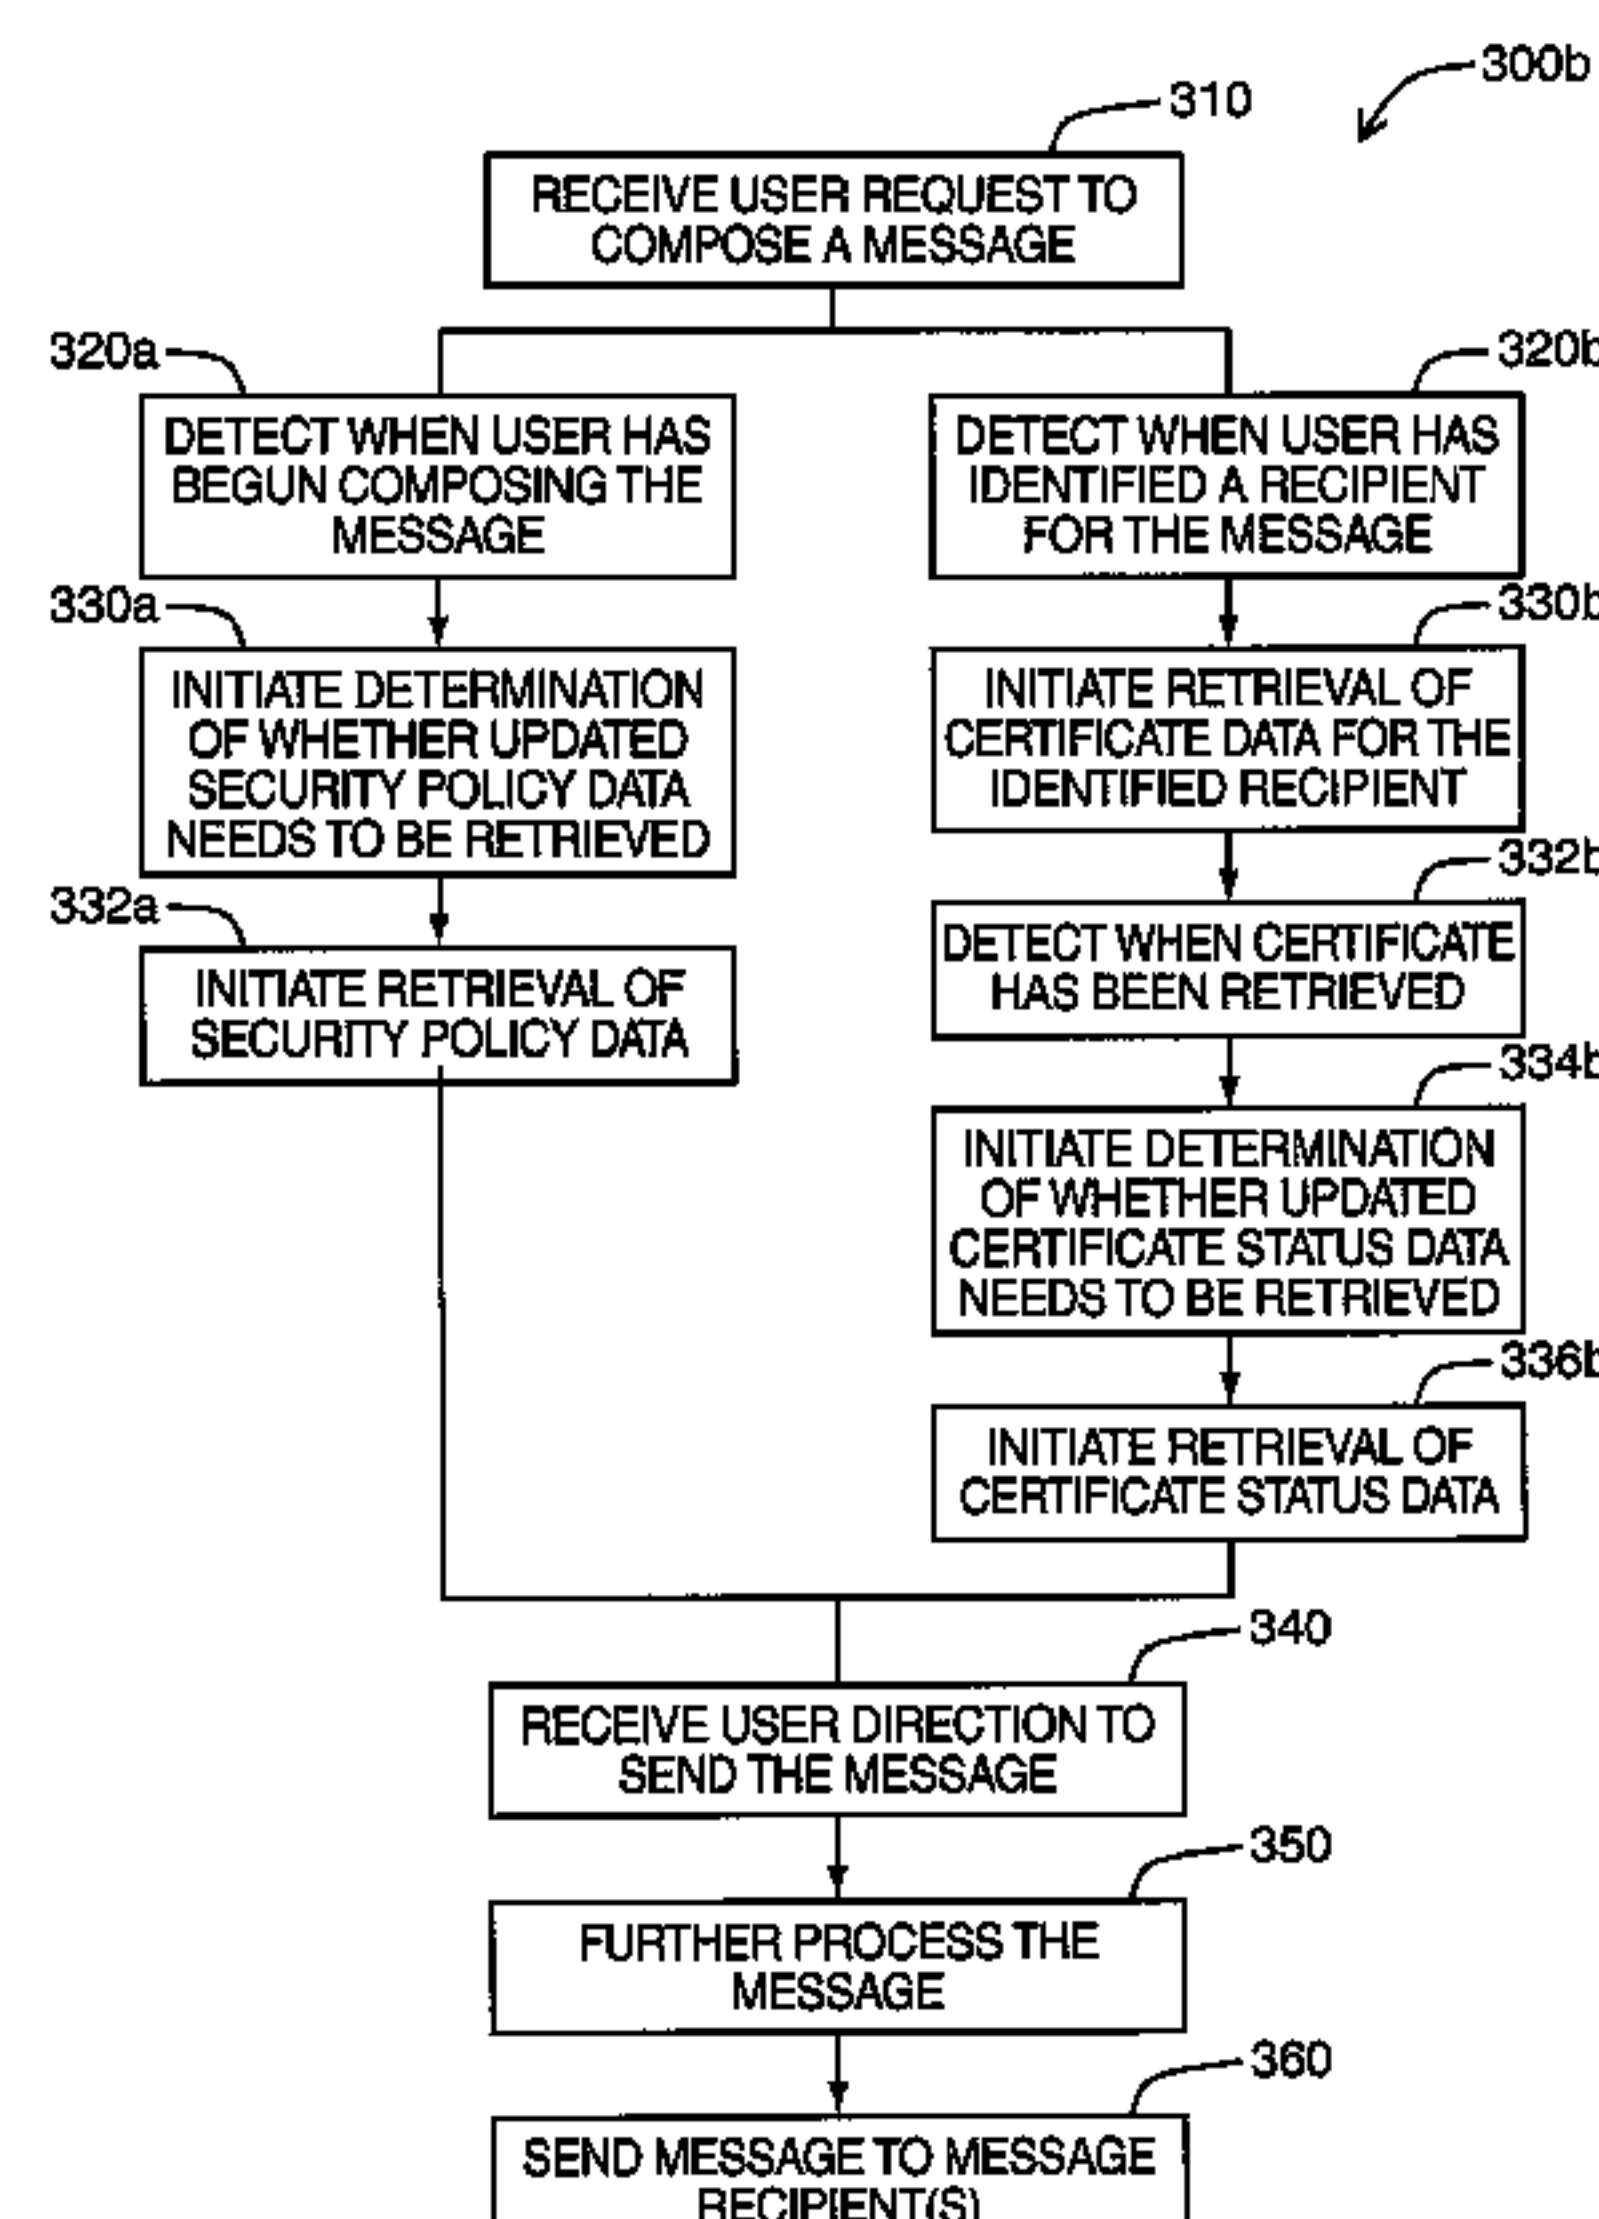 300b
310
RECEIVE USER REQUEST TO
COMPOSE A MESSAGE
320a
DETECT WHEN USER HAS
BEGUN COMPOSING THE
MESSAGE
320b
DETECT WHEN USER HAS
IDENTIFIED A RECIPIENT
FOR THE MESSAGE
330a
INITIATE DETERMINATION
OF WHETHER UPDATED
SECURITY POLICY DATA
NEEDS TO BE RETRIEVED
330b
INITIATE RETRIEVAL OF
CERTIFICATE DATA FOR THE
IDENTIFIED RECIPIENT
332a
INITIATE RETRIEVAL OF
SECURITY POLICY DATA
332b
DETECT WHEN CERTIFICATE
HAS BEEN RETRIEVED
334b
INITIATE DETERMINATION
OF WHETHER UPDATED
CERTIFICATE STATUS DATA
NEEDS TO BE RETRIEVED
336b
INITIATE RETRIEVAL OF
CERTIFICATE STATUS DATA
340
RECEIVE USER DIRECTION TO
SEND THE MESSAGE
350
FURTHER PROCESS THE
MESSAGE
360
SEND MESSAGE TO MESSAGE
RECIPIENT(S)